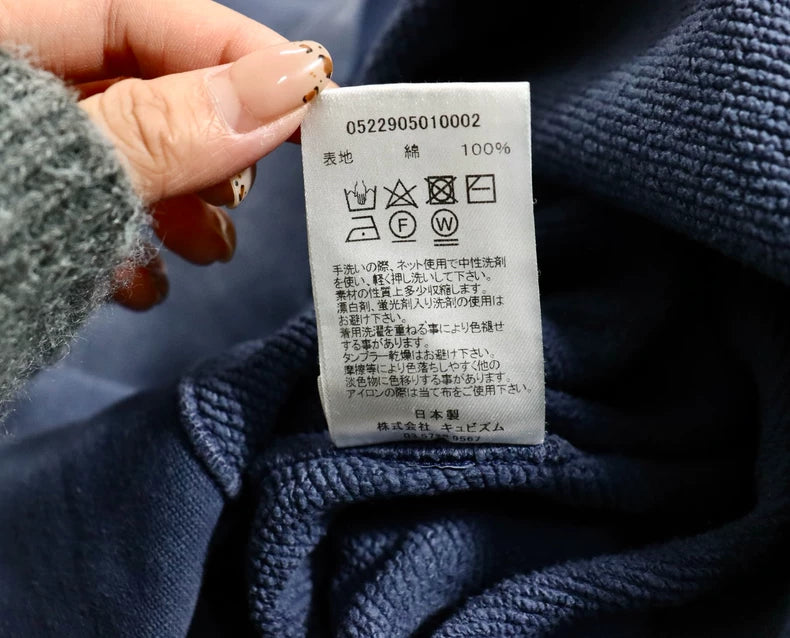 0522905010002
表地 綿 100%
F W
手洗いの際、ネット使用で中性洗剤
を使い、軽く押し洗いして下さい。
素材の性質上多少収縮します。
漂白剤、蛍光剤入り洗剤の使用は
お避け下さい。
着用洗濯を重ねる事により色褪せ
する事があります。
タンブラー乾燥はお避け下さい。
摩擦等により色落ちしやすく他の
淡色物に色移りする事があります。
アイロンの際は当て布をご使用下さい。
日本製
株式会社 キュビズム